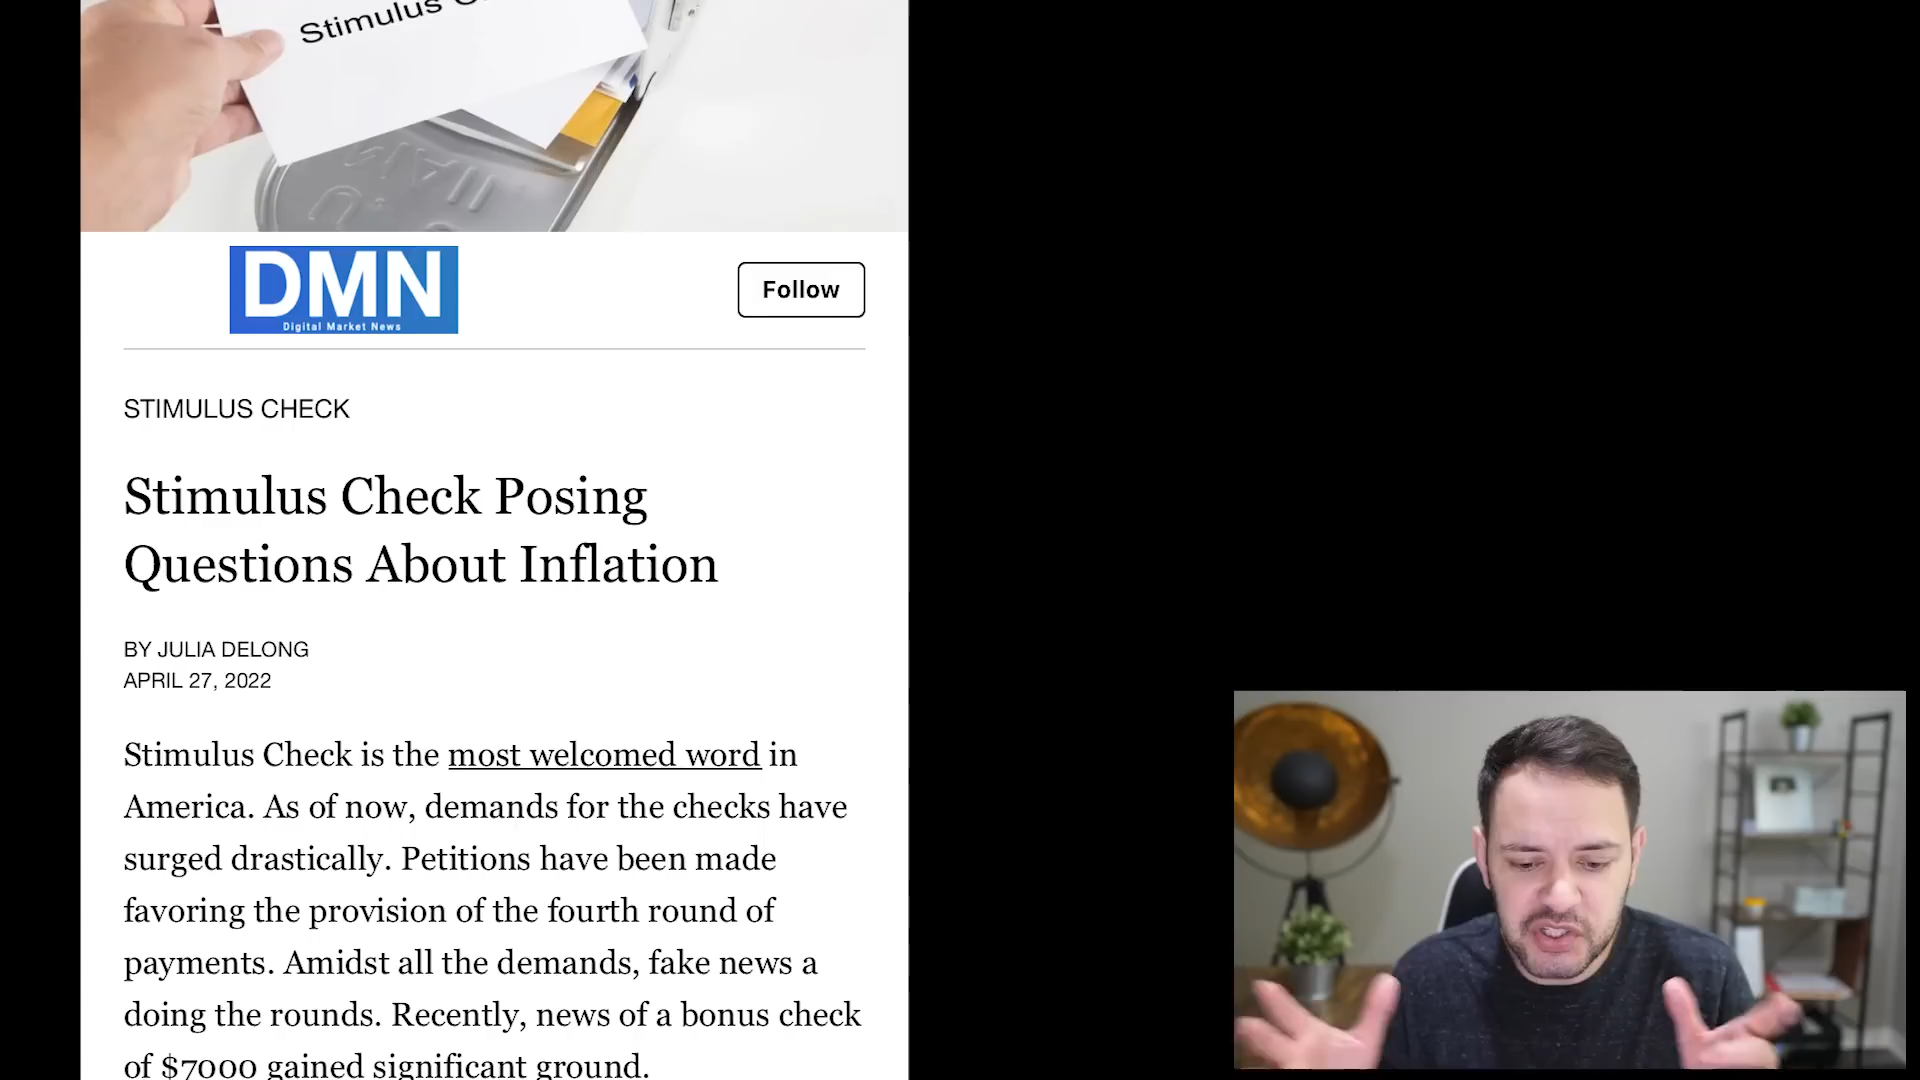 Stimulus
U.S. MAIL
DMN
Digital Market News
Follow
STIMULUS CHECK
Stimulus Check Posing
Questions About Inflation
BY JULIA DELONG
APRIL 27, 2022
Stimulus Check is the most welcomed word in
America. As of now, demands for the checks have
surged drastically. Petitions have been made
favoring the provision of the fourth round of
payments. Amidst all the demands, fake news a
doing the rounds. Recently, news of a bonus check
of $7000 gained significant ground.